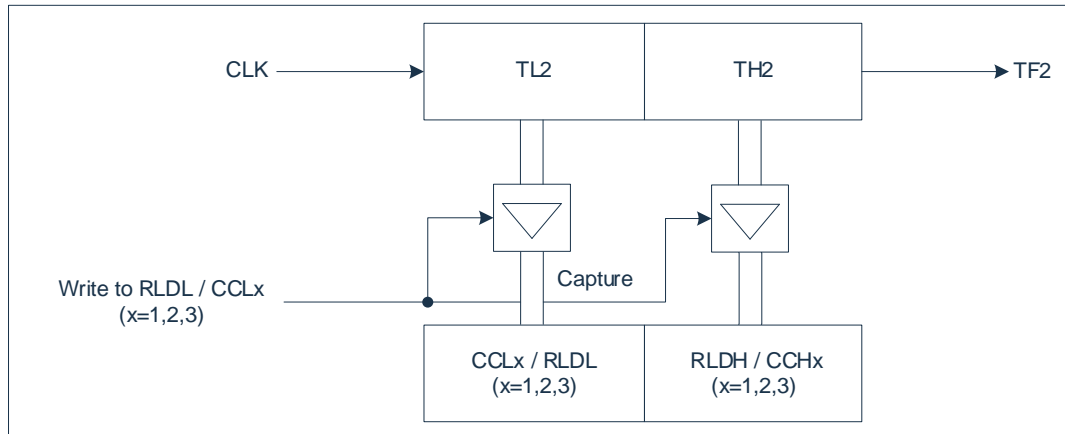 CLK
TL2
TH2
TF2
Capture
Write to RLDL / CCLx
(x=1,2,3)
CCLx / RLDL
(x=1,2,3)
RLDH / CCHx
(x=1,2,3)